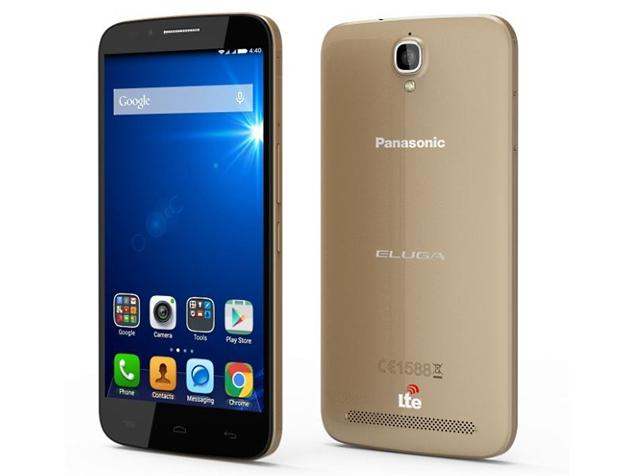 4:40
Google
Google
Camera
Tools
Play Store
Phone
Contacts
Messaging
Chrome
Panasonic
ELUGA
CE1588
Lte